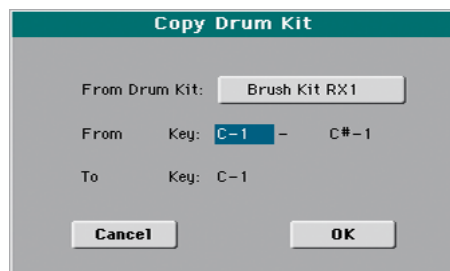 Copy Drum Kit
From Drum Kit: Brush Kit RX1
From Key: C-1 - C#-1
To Key: C-1
Cancel OK